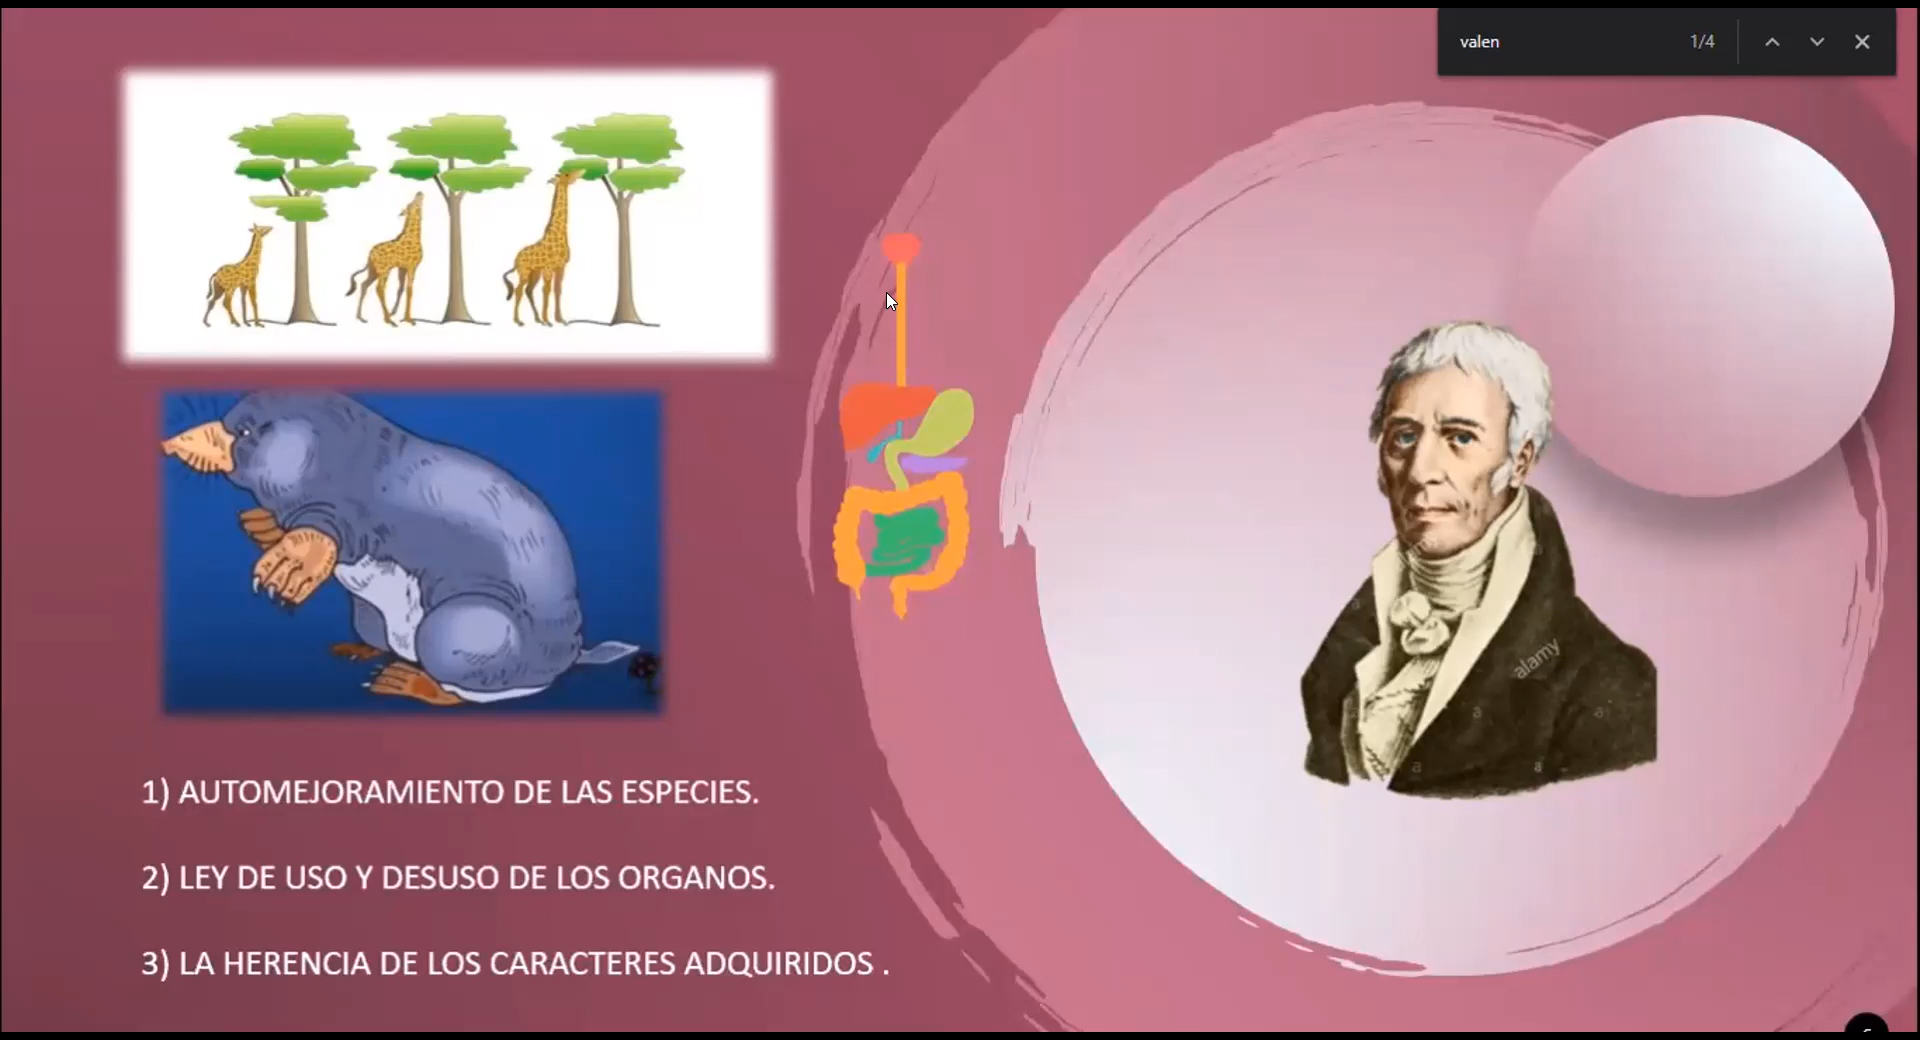 valen 1/4
alamy
a
a
a a
a a
1) AUTOMEJORAMIENTO DE LAS ESPECIES.
2) LEY DE USO Y DESUSO DE LOS ORGANOS.
3) LA HERENCIA DE LOS CARACTERES ADQUIRIDOS .